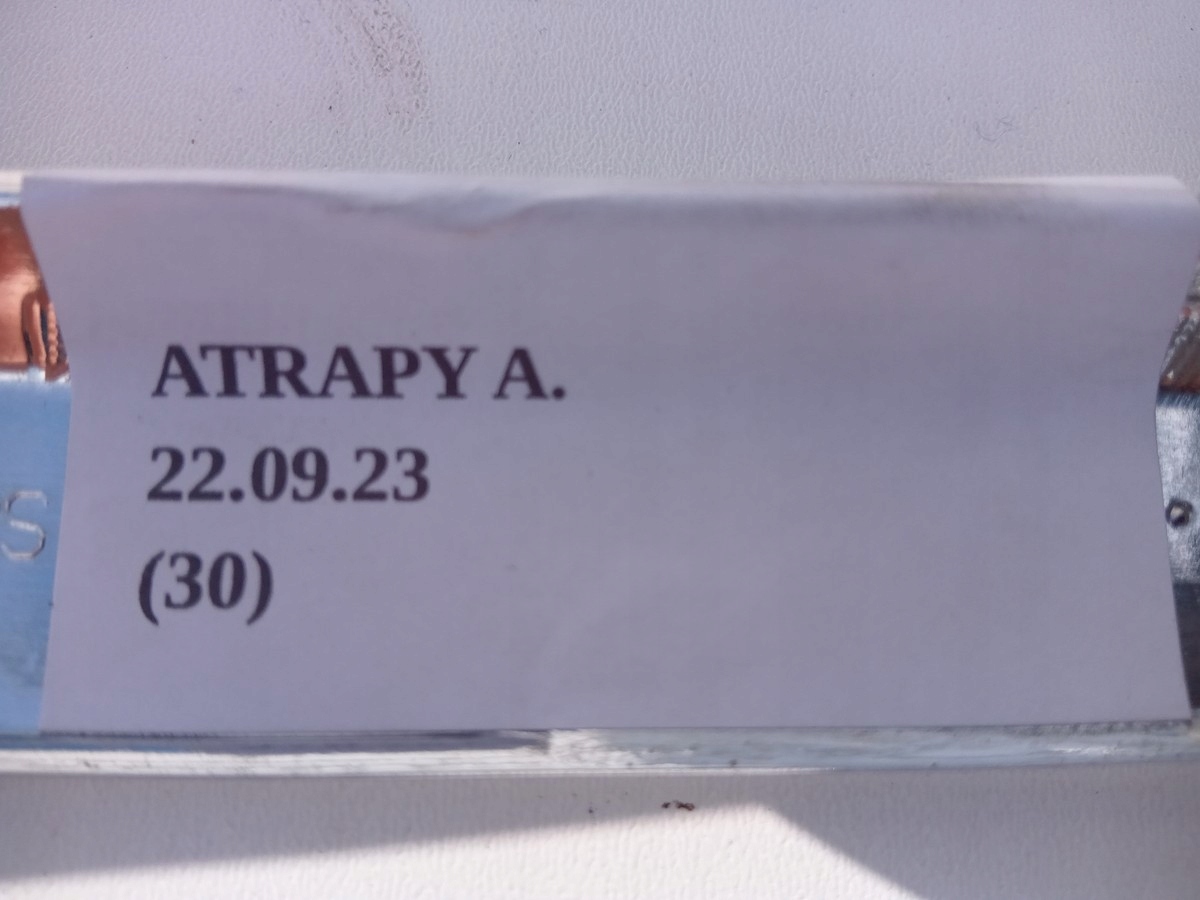 ATRAPY A.
22.09.23
(30)
S